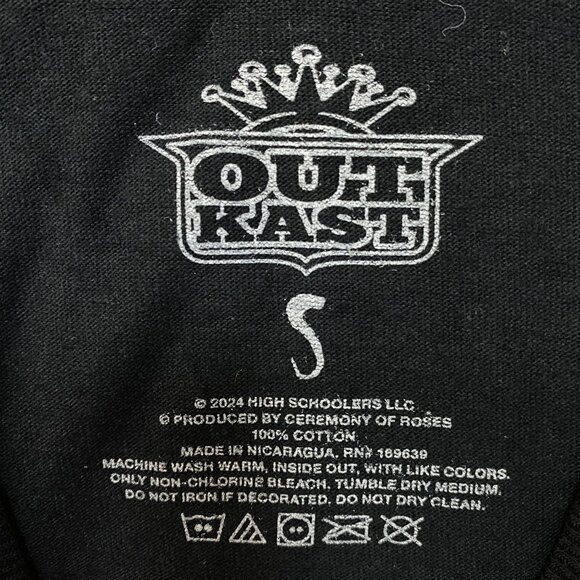 OUT
KAST
S
© 2024 HIGH SCHOOLERS LLC
© PRODUCED BY CEREMONY OF ROSES
100% COTTON
MADE IN NICARAGUA, RN# 169639
MACHINE WASH WARM, INSIDE OUT, WITH LIKE COLORS.
ONLY NON-CHLORINE BLEACH. TUMBLE DRY MEDIUM.
DO NOT IRON IF DECORATED. DO NOT DRY CLEAN.